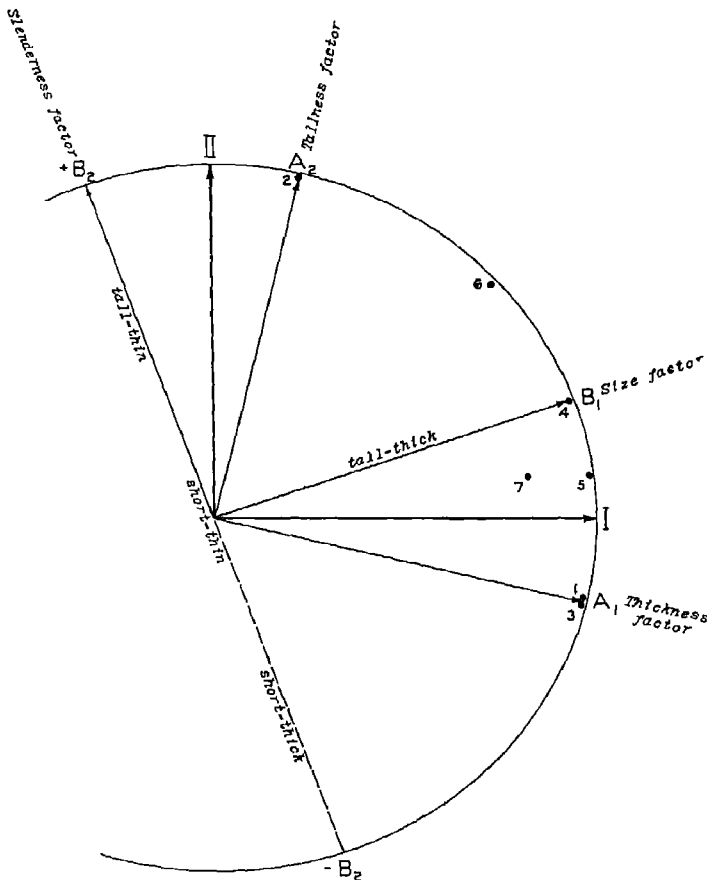 Slenderness factor
+B2
II
A2
Tallness factor
2
6
tall-thin
B1
Size factor
4
tall-thick
7
5
short-thin
I
1
A1
Thickness
factor
3
short-thick
-B2